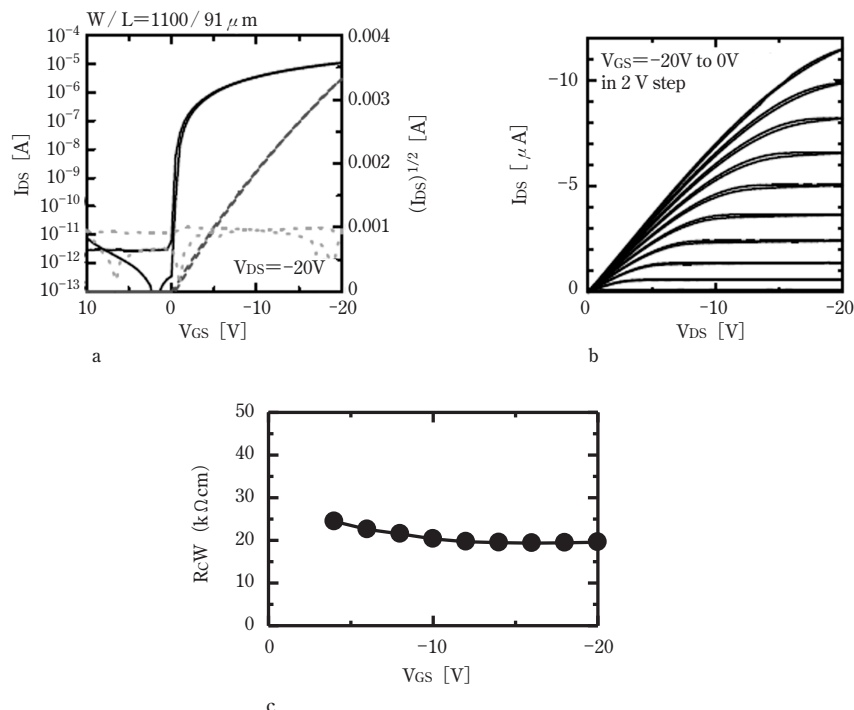 W/L=1100/91 μm
10⁻⁴
10⁻⁵
10⁻⁶
10⁻⁷
10⁻⁸
10⁻⁹
10⁻¹⁰
10⁻¹¹
10⁻¹²
10⁻¹³
IDS [A]
0.004
0.003
0.002
0.001
0
(IDS)¹/² [A]
VDS=-20V
10 0 -10 -20
VGS [V]
a
VGS=-20V to 0V
in 2 V step
-10
-5
0
IDS [μA]
0 -10 -20
VDS [V]
b
50
40
30
20
10
0
RcW (kΩcm)
0 -10 -20
VGS [V]
c